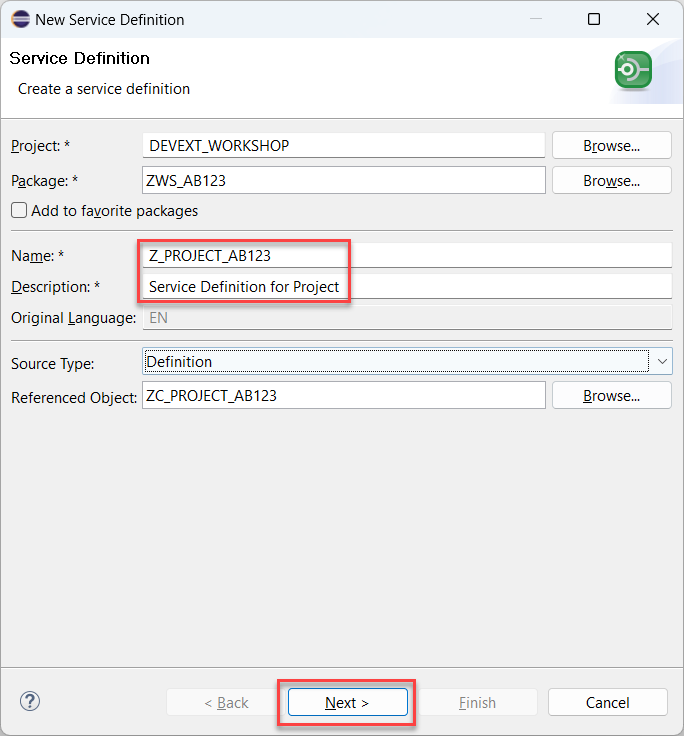 New Service Definition
Service Definition
Create a service definition
Project: * DEVEXT_WORKSHOP Browse...
Package: * ZWS_AB123 Browse...
Add to favorite packages
Name: * Z_PROJECT_AB123
Description: * Service Definition for Project
Original Language: EN
Source Type: Definition
Referenced Object: ZC_PROJECT_AB123 Browse...
? < Back Next > Finish Cancel